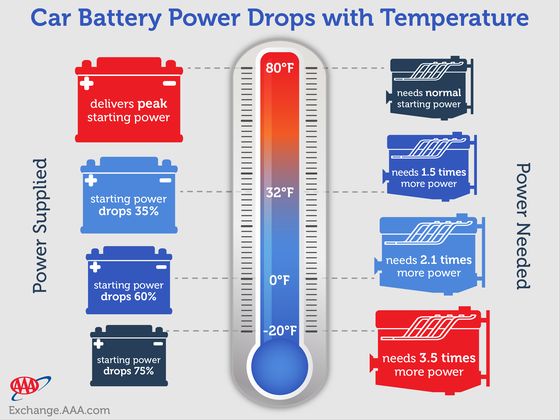 Car Battery Power Drops with Temperature
Power Supplied
delivers peak
starting power
starting power
drops 35%
starting power
drops 60%
starting power
drops 75%
80°F
32°F
0°F
-20°F
needs normal
starting power
needs 1.5 times
more power
needs 2.1 times
more power
needs 3.5 times
more power
Power Needed
AAA
Exchange.AAA.com